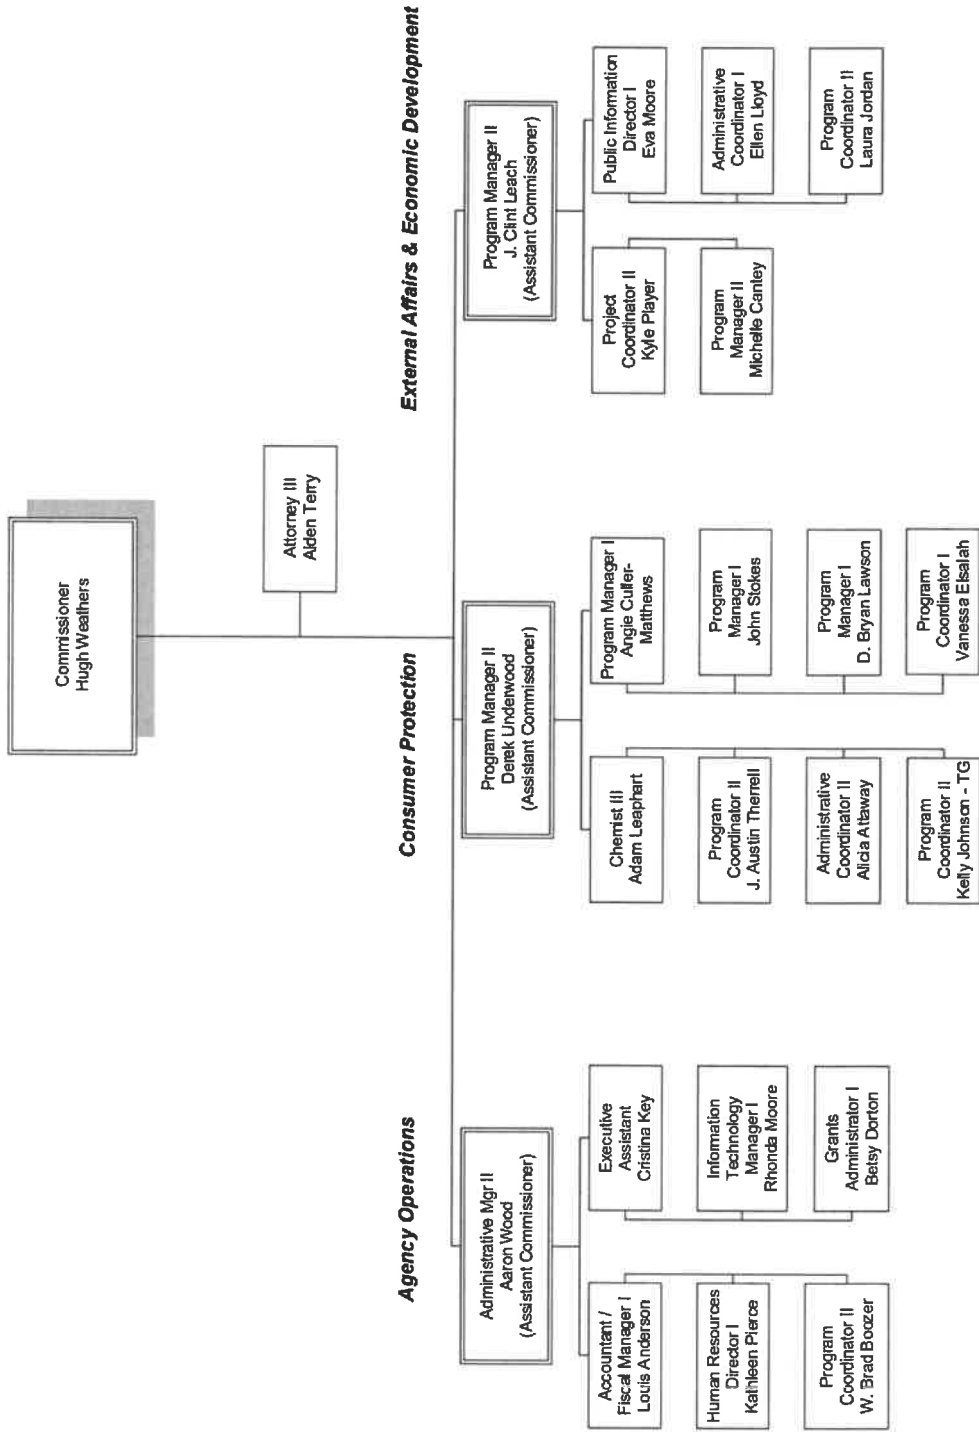 Commissioner
Hugh Weathers
Attorney III
Alden Terry
Agency Operations
Administrative Mgr II
Aaron Wood
(Assistant Commissioner)
Accountant /
Fiscal Manager I
Louis Anderson
Executive
Assistant
Cristina Key
Human Resources
Director I
Kathleen Pierce
Information
Technology
Manager I
Rhonda Moore
Program
Coordinator II
W. Brad Boozer
Grants
Administrator I
Betsy Dorton
Consumer Protection
Program Manager II
Derek Underwood
(Assistant Commissioner)
Chemist III
Adam Leaphart
Program Manager I
Angie Culler-
Matthews
Program
Coordinator II
J. Austin Therrell
Program
Manager I
John Stokes
Administrative
Coordinator II
Alicia Attaway
Program
Manager I
D. Bryan Lawson
Program
Coordinator II
Kelly Johnson - TG
Program
Coordinator I
Vanessa Elsalah
External Affairs & Economic Development
Program Manager II
J. Clint Leach
(Assistant Commissioner)
Project
Coordinator II
Kyle Player
Public Information
Director I
Eva Moore
Program
Manager II
Michelle Cantey
Administrative
Coordinator I
Ellen Lloyd
Program
Coordinator II
Laura Jordan